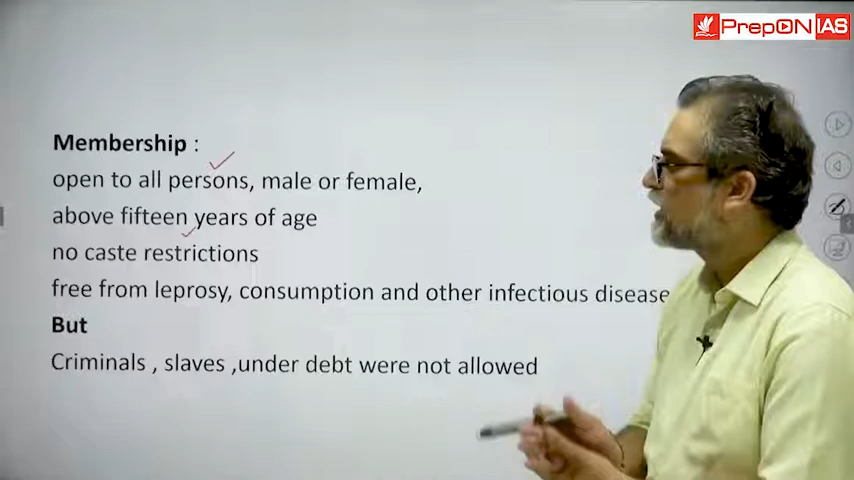 PrepON IAS
Membership :
open to all persons, male or female,
above fifteen years of age
no caste restrictions
free from leprosy, consumption and other infectious disease
But
Criminals , slaves ,under debt were not allowed